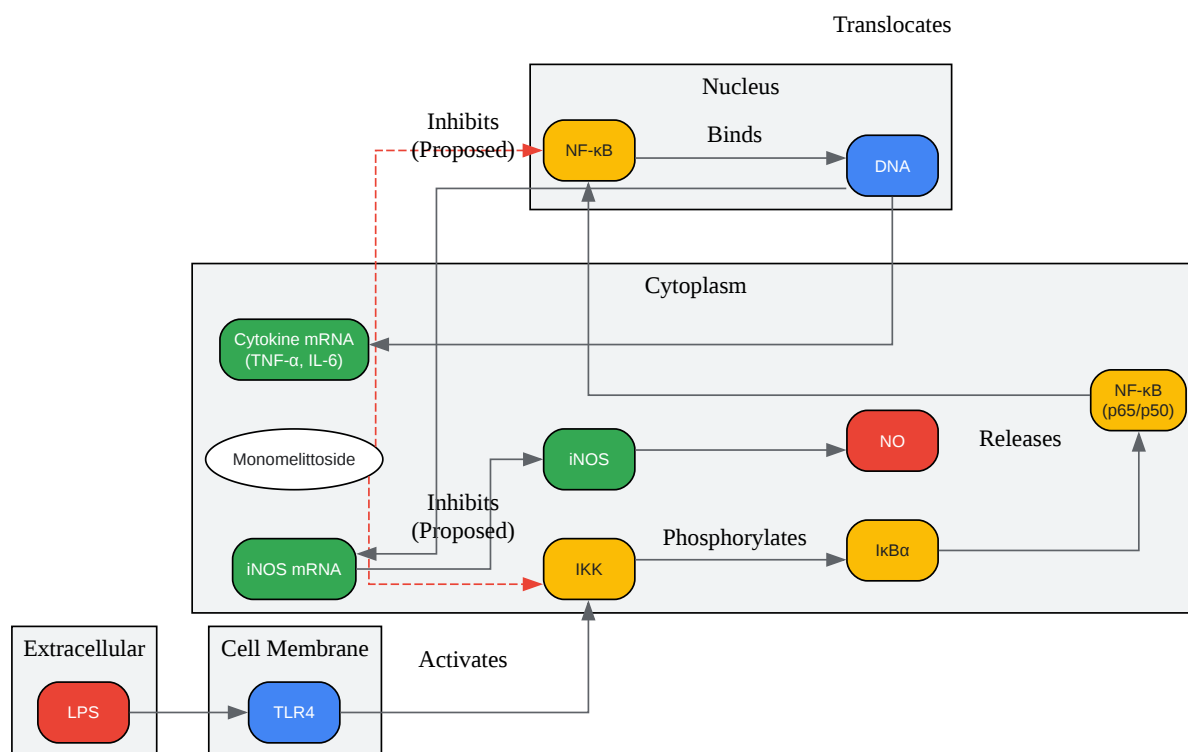 Translocates
Nucleus
Inhibits
(Proposed)
NF-κB
Binds
DNA
Cytoplasm
Cytokine mRNA
(TNF-α, IL-6)
NF-κB
(p65/p50)
Monomelittoside
iNOS
NO
Releases
Inhibits
(Proposed)
iNOS mRNA
IKK
Phosphorylates
IκBα
Extracellular
Cell Membrane
Activates
LPS
TLR4